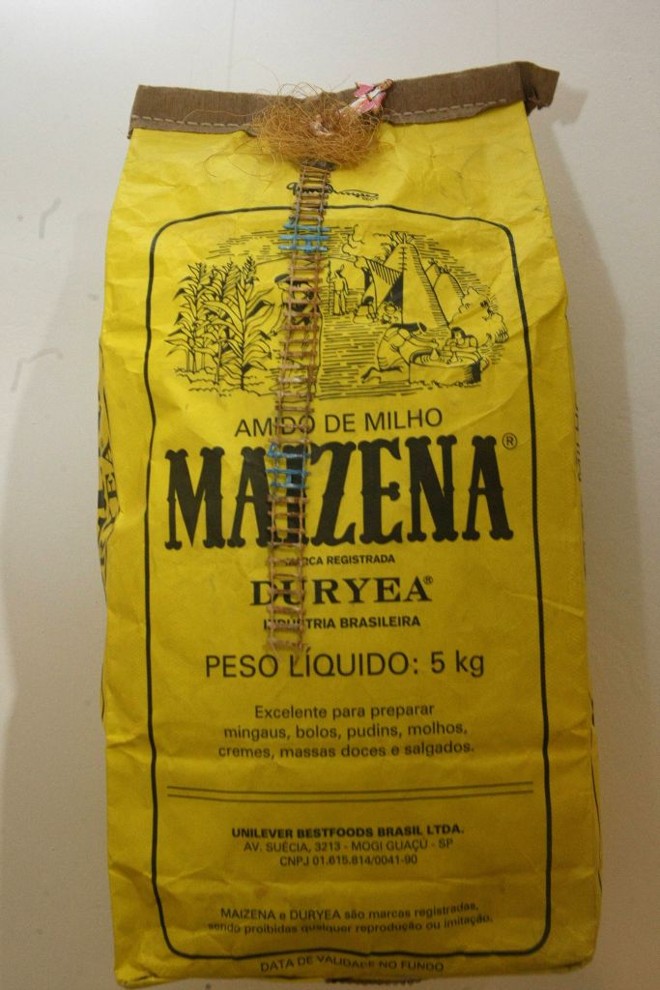 AMIDO DE MILHO
MAIZENA®
MARCA REGISTRADA
DURYEA®
INDUSTRIA BRASILEIRA
PESO LÍQUIDO: 5 kg
Excelente para preparar
mingaus, bolos, pudins, molhos,
cremes, massas doces e salgados.
UNILEVER BESTFOODS BRASIL LTDA.
AV. SUÉCIA, 3213 - MOGI GUAÇÚ - SP
CNPJ 01.615.814/0041-90
MAIZENA e DURYEA são marcas registradas,
sendo proibidas qualquer reprodução ou imitação.
DATA DE VALIDADE NO FUNDO